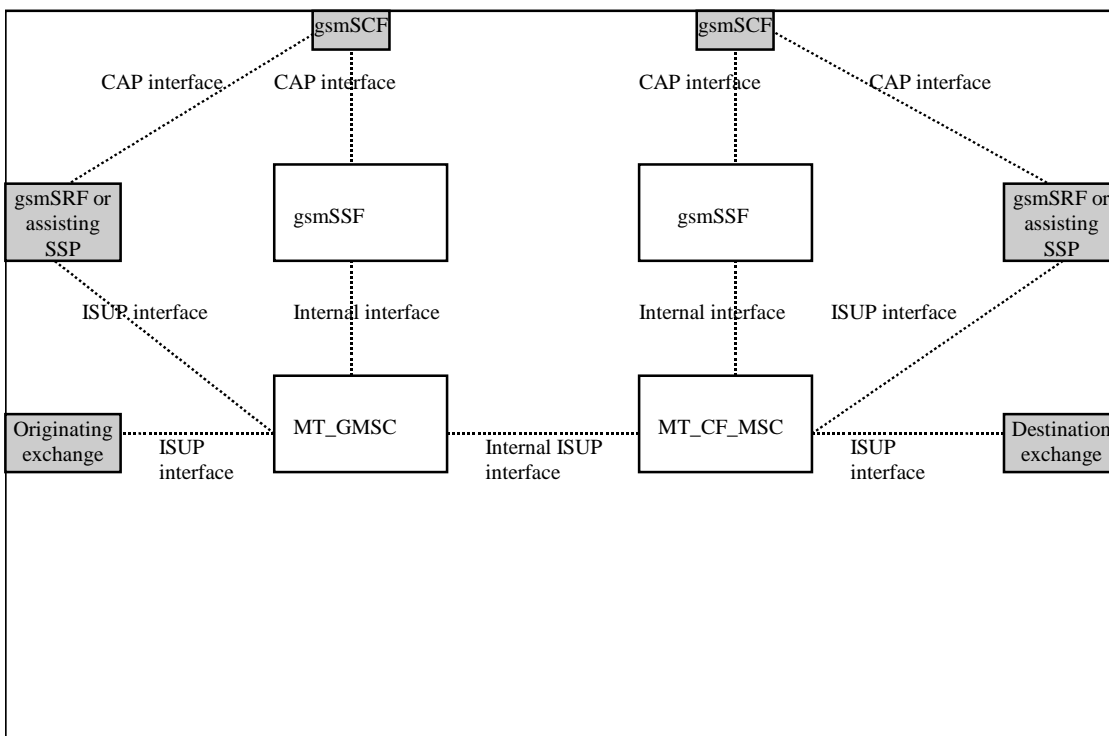 gsmSCF
gsmSCF
CAP interface
CAP interface
CAP interface
CAP interface
gsmSRF or
assisting
SSP
gsmSSF
gsmSSF
gsmSRF or
assisting
SSP
ISUP interface
Internal interface
Internal interface
ISUP interface
Originating
exchange
ISUP
interface
MT_GMSC
Internal ISUP
interface
MT_CF_MSC
ISUP
interface
Destination
exchange